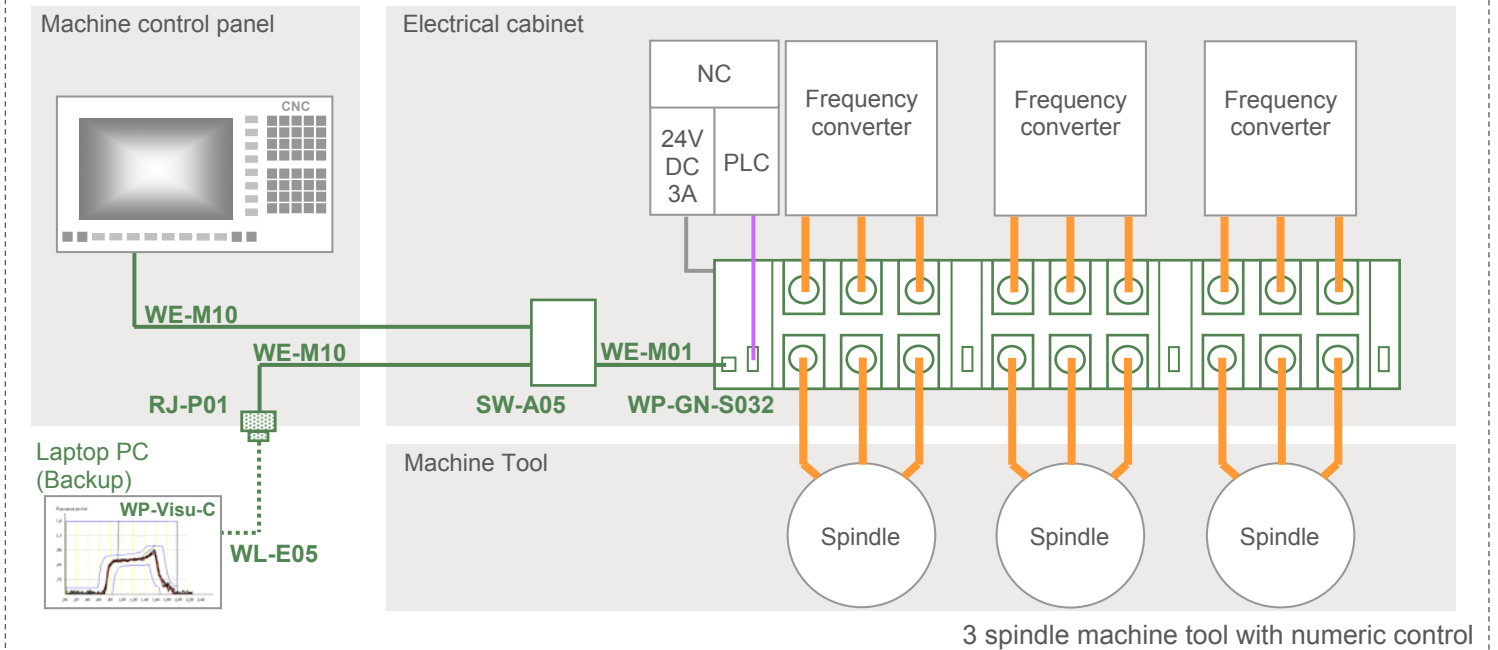 Machine control panel
Electrical cabinet
CNC
NC
24V
DC
3A
PLC
Frequency
converter
Frequency
converter
Frequency
converter
WE-M10
WE-M10
WE-M01
RJ-P01
SW-A05
WP-GN-S032
Laptop PC
(Backup)
WP-Visu-C
WL-E05
Machine Tool
Spindle
Spindle
Spindle
3 spindle machine tool with numeric control